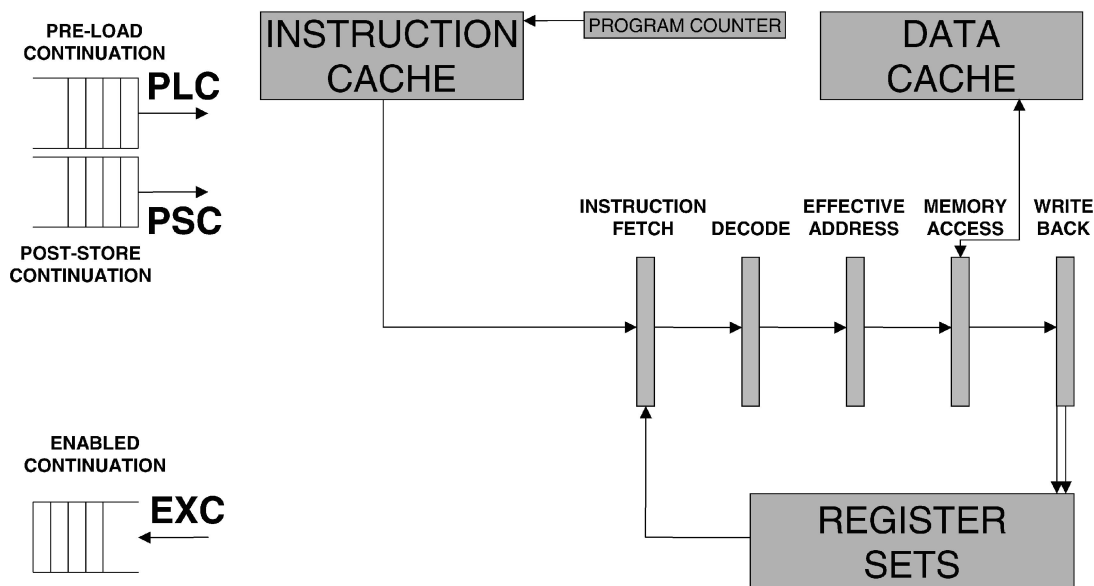 PRE-LOAD
CONTINUATION
PLC
PSC
POST-STORE
CONTINUATION
INSTRUCTION
CACHE
PROGRAM COUNTER
DATA
CACHE
INSTRUCTION
FETCH
DECODE
EFFECTIVE
ADDRESS
MEMORY
ACCESS
WRITE
BACK
ENABLED
CONTINUATION
EXC
REGISTER
SETS